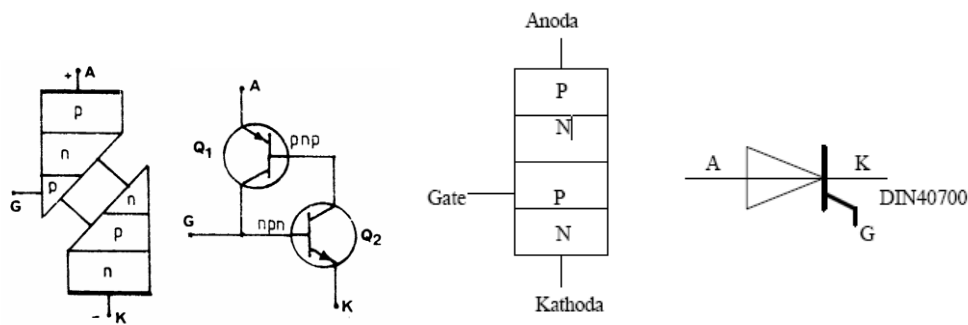 + A
p
n
p
G
n
p
n
- K
A
Q1
pnp
G
npn
Q2
K
Anoda
P
N
Gate
P
N
Kathoda
A
K
DIN40700
G